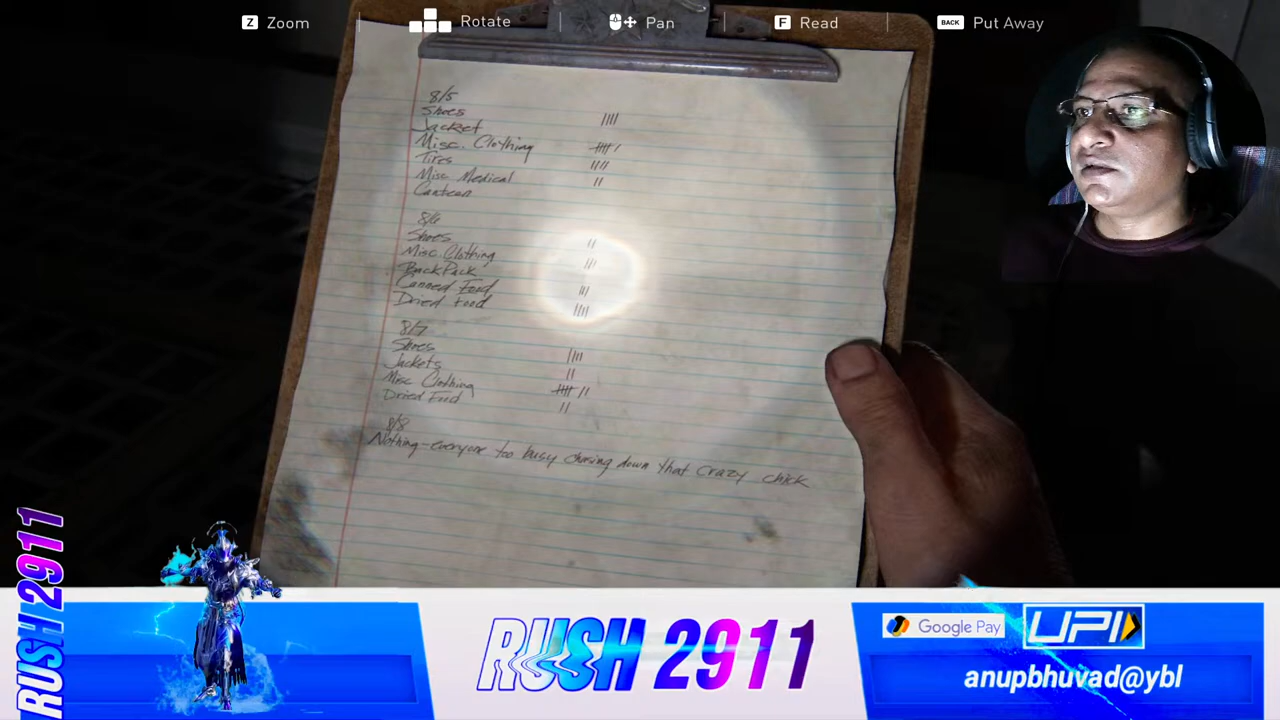 Z Zoom
Rotate
Pan
F Read
BACK Put Away
8/5
Shoes ||||
Jacket
Misc. Clothing
Tires ||||
Misc Medical ||
Canteen
8/6
Shoes ||
Misc Clothing |||
BackPack
Canned Food |||
Dried Food ||||
8/7
Shoes ||||
Jackets ||
Misc Clothing
Dried Food ||
8/8
Nothing-everyone too busy chasing down that crazy chick
RUSH 2911
RUSH 2911
Google Pay
UPI
anupbhuvad@ybl